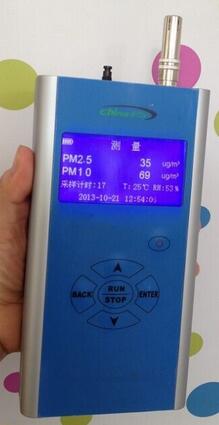 测 量
PM2.5 35 ug/m³
PM10 69 ug/m³
采样计时:17 T: 25℃ RH:53%
2013-10-21 12:54:0
BACK
RUN
STOP
ENTER